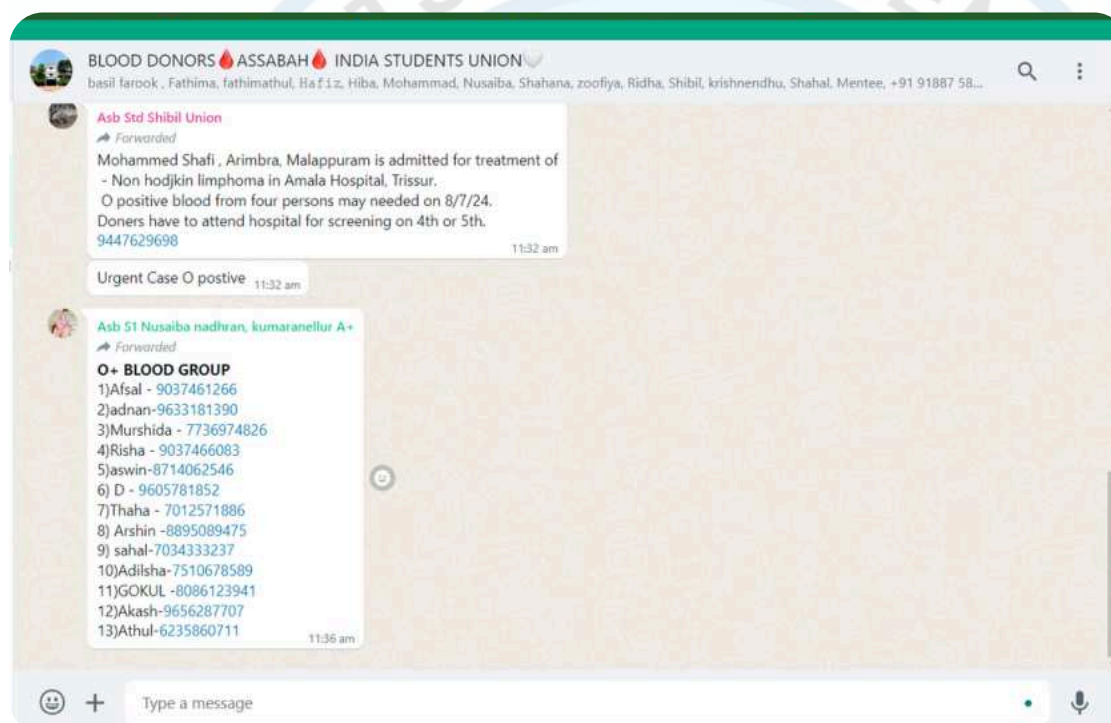 BLOOD DONORS🩸ASSABAH🩸 INDIA STUDENTS UNION🤍
basil farook , Fathima, fathimathul, Hafiz, Hiba, Mohammad, Nusaiba, Shahana, zoofiya, Ridha, Shibil, krishnendhu, Shahal, Mentee, +91 91887 58...
Asb Std Shibil Union
Forwarded
Mohammed Shafi , Arimbra, Malappuram is admitted for treatment of
- Non hodjkin limphoma in Amala Hospital, Trissur.
O positive blood from four persons may needed on 8/7/24.
Doners have to attend hospital for screening on 4th or 5th.
9447629698
11:32 am
Urgent Case O postive 11:32 am
Asb S1 Nusaiba nadhran, kumaranellur A+
Forwarded
O+ BLOOD GROUP
1)Afsal - 9037461266
2)adnan-9633181390
3)Murshida - 7736974826
4)Risha - 9037466083
5)aswin-8714062546
6) D - 9605781852
7)Thaha - 7012571886
8) Arshin -8895089475
9) sahal-7034333237
10)Adilsha-7510678589
11)GOKUL -8086123941
12)Akash-9656287707
13)Athul-6235860711
11:36 am
Type a message